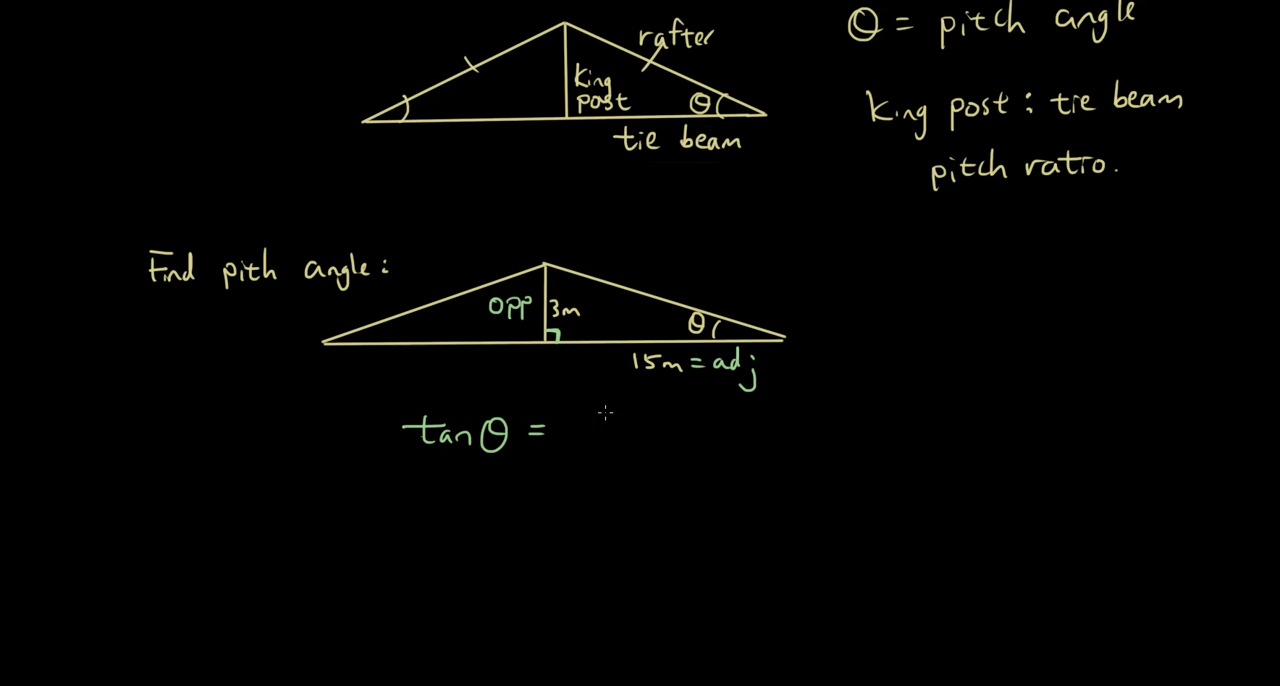 rafter
king
post
θ
tie beam
θ = pitch angle
king post : tie beam
pitch ratio.
Find pith angle :
opp
3m
θ
15m = adj
tanθ =